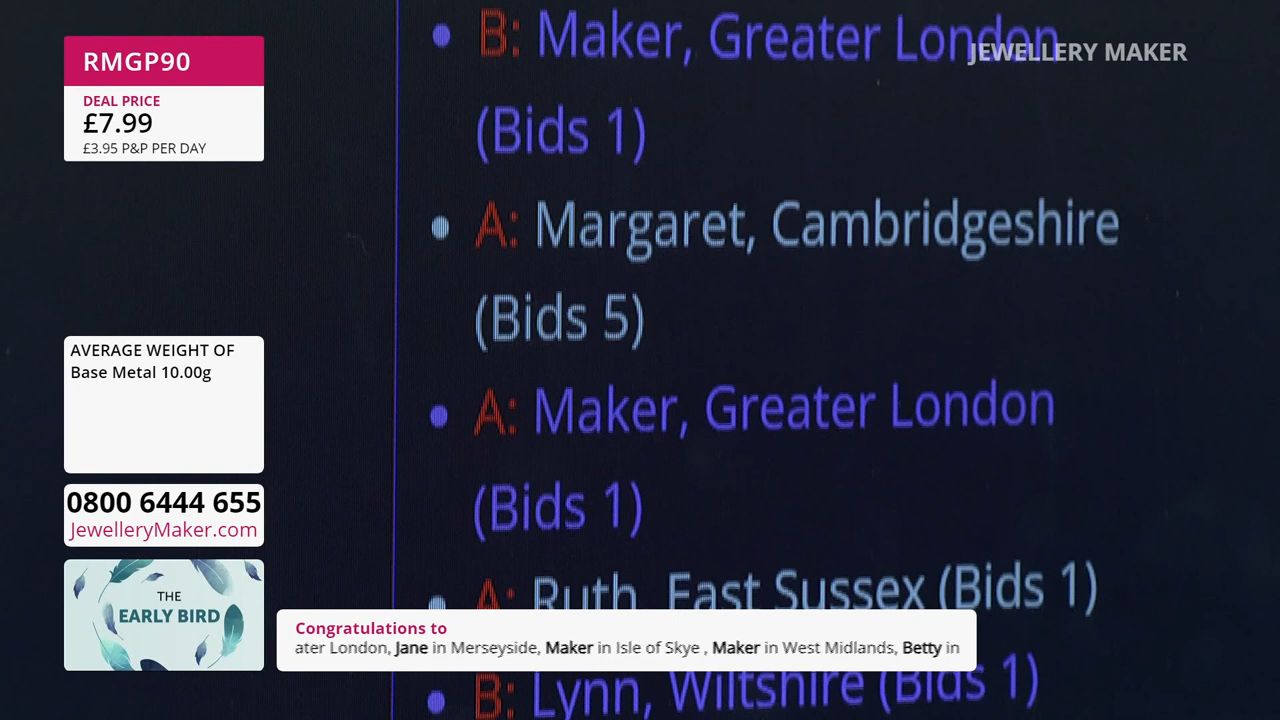 RMGP90
DEAL PRICE
£7.99
£3.95 P&P PER DAY
AVERAGE WEIGHT OF
Base Metal 10.00g
0800 6444 655
JewelleryMaker.com
THE
EARLY BIRD
JEWELLERY MAKER
B: Maker, Greater London
(Bids 1)
A: Margaret, Cambridgeshire
(Bids 5)
A: Maker, Greater London
(Bids 1)
A: Ruth, East Sussex (Bids 1)
B: Lynn, Wiltshire (Bids 1)
Congratulations to
ater London, Jane in Merseyside, Maker in Isle of Skye , Maker in West Midlands, Betty in